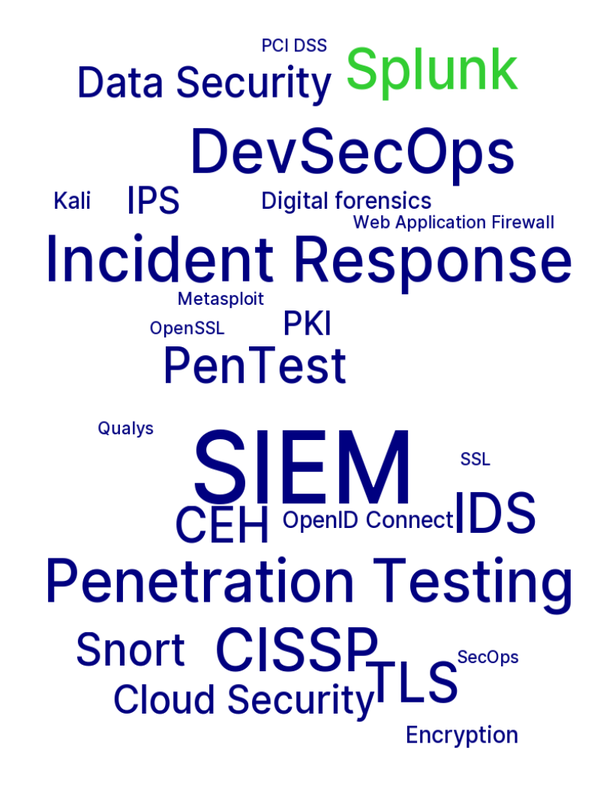 PCI DSS
Data Security
Splunk
DevSecOps
Kali
IPS
Digital forensics
Web Application Firewall
Incident Response
Metasploit
OpenSSL
PKI
PenTest
Qualys
SIEM
SSL
CEH
OpenID Connect
IDS
Penetration Testing
Snort
CISSP
TLS
SecOps
Cloud Security
Encryption